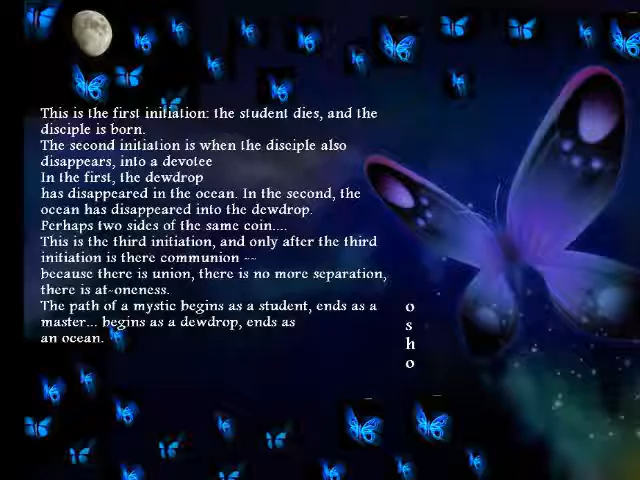 This is the first initiation: the student dies, and the
disciple is born.
The second initiation is when the disciple also
disappears, into a devotee
In the first, the dewdrop
has disappeared in the ocean. In the second, the
ocean has disappeared into the dewdrop.
Perhaps two sides of the same coin....
This is the third initiation, and only after the third
initiation is there communion --
because there is union, there is no more separation,
there is at-oneness.
The path of a mystic begins as a student, ends as a
master... begins as a dewdrop, ends as
an ocean.
o
s
h
o